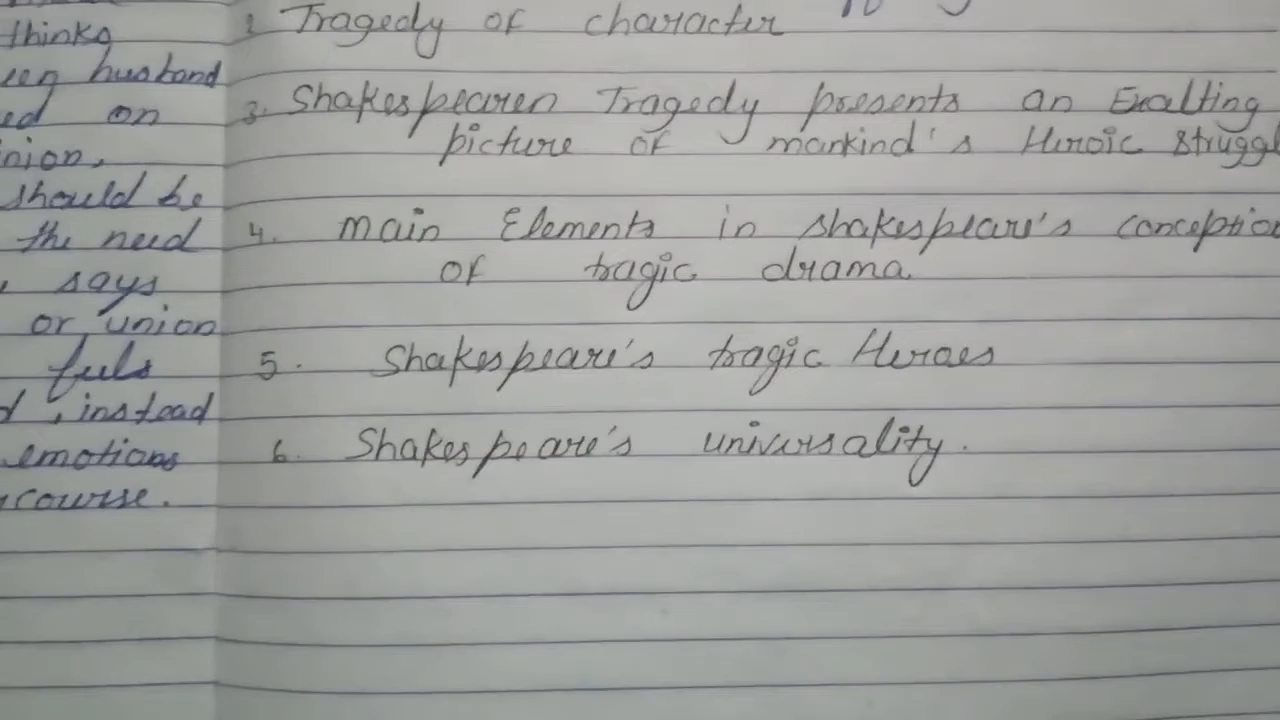 thinks
husband
on
should be
the need
says
or union
feels
, instead
emotions
course.
Tragedy of character
3. Shakespearen Tragedy presents an Exalting
picture of mankind's Heroic Struggl
4. main Elements in Shakespeare's conceptio
of tragic drama
5. Shakespeare's tragic Heroes
6. Shakespeare's universality.